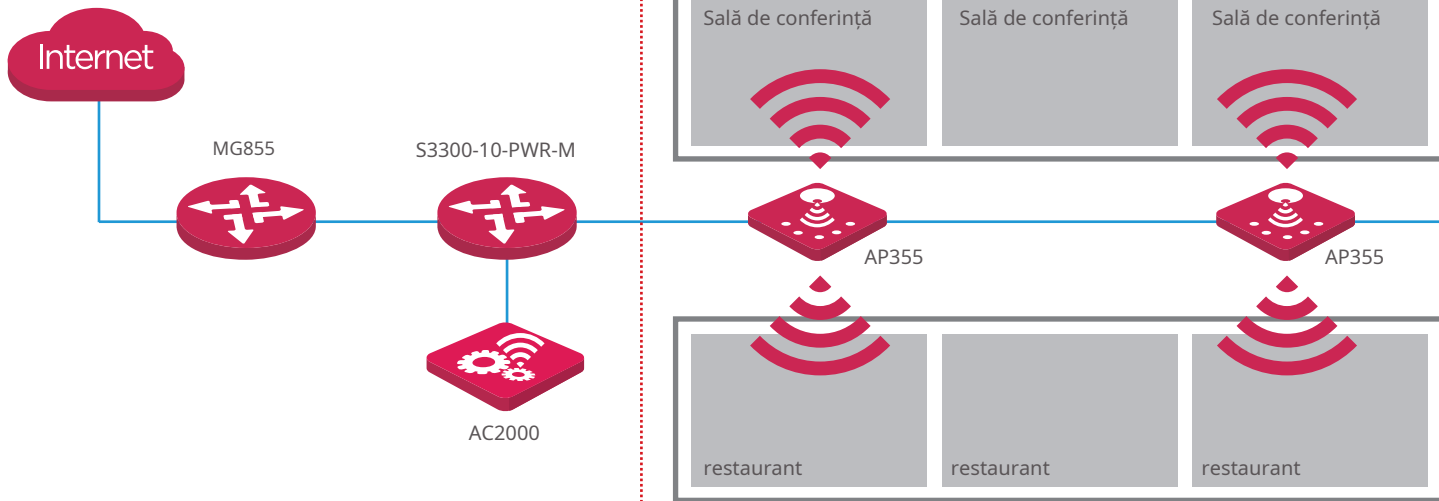 Internet
MG855
S3300-10-PWR-M
AC2000
Sală de conferință
Sală de conferință
Sală de conferință
AP355
AP355
restaurant
restaurant
restaurant